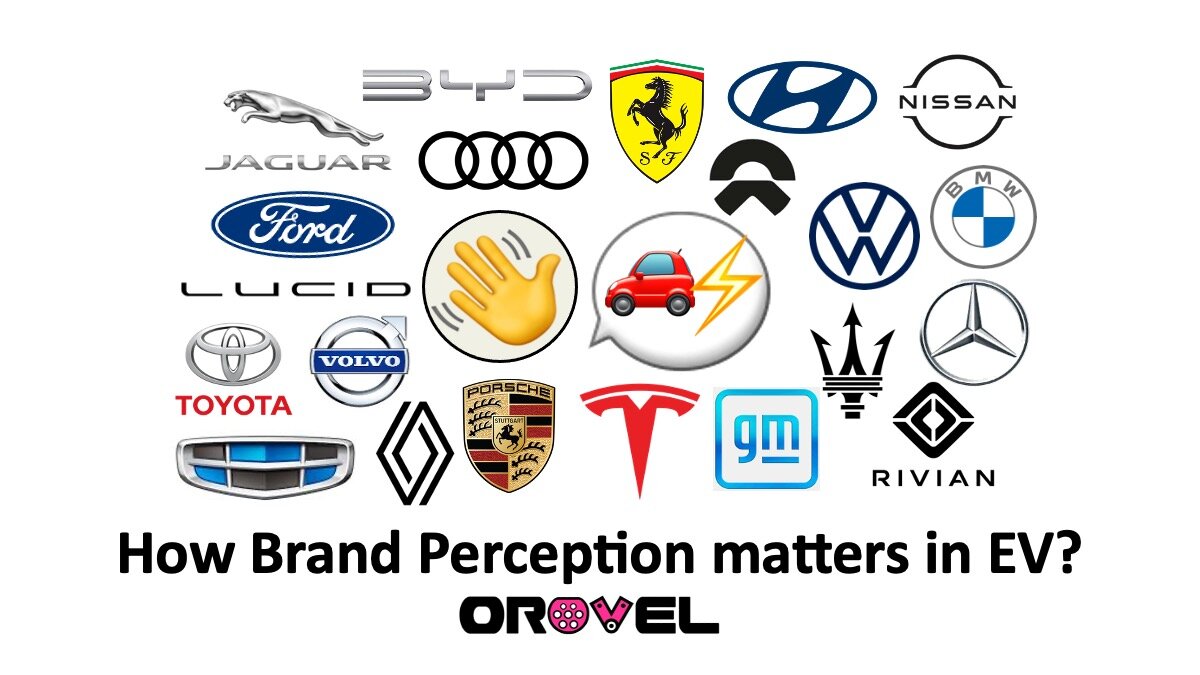 BYD
JAGUAR
S F
NISSAN
Ford
BMW
VW
LUCID
VOLVO
TOYOTA
PORSCHE
STUTTGART
gm
RIVIAN
How Brand Perception matters in EV?
OROVEL